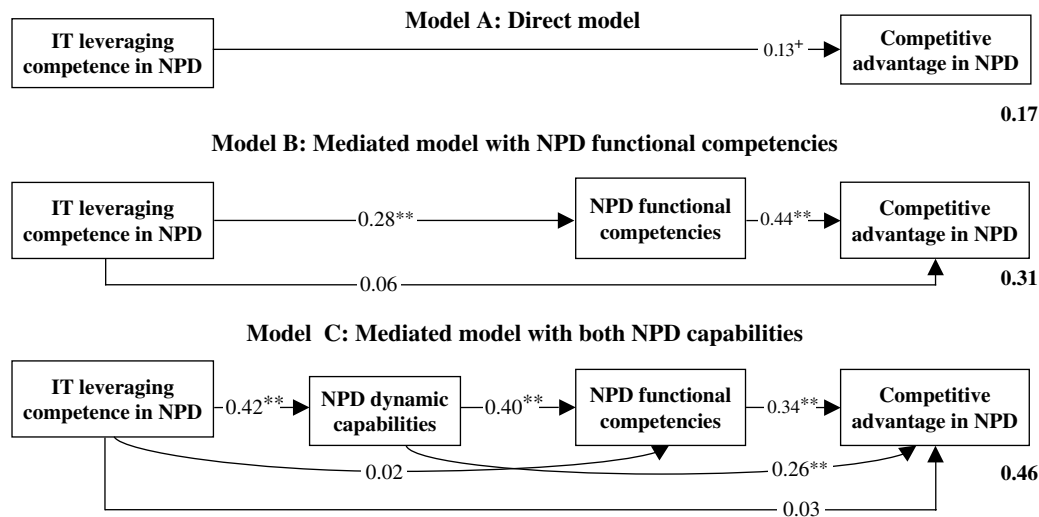 Model A: Direct model
IT leveraging
competence in NPD
0.13+
Competitive
advantage in NPD
0.17
Model B: Mediated model with NPD functional competencies
IT leveraging
competence in NPD
0.28**
NPD functional
competencies
0.44**
Competitive
advantage in NPD
0.06
0.31
Model C: Mediated model with both NPD capabilities
IT leveraging
competence in NPD
0.42**
NPD dynamic
capabilities
0.40**
NPD functional
competencies
0.34**
Competitive
advantage in NPD
0.02
0.26**
0.46
0.03